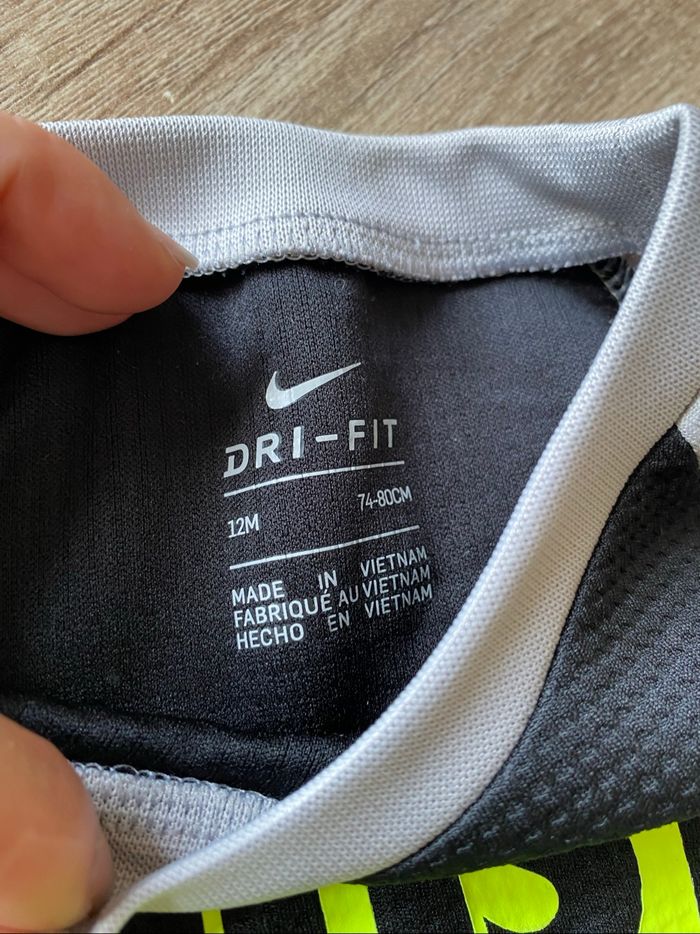 DRI-FIT
12M 74-80CM
MADE IN VIETNAM
FABRIQUÉ AU VIETNAM
HECHO EN VIETNAM